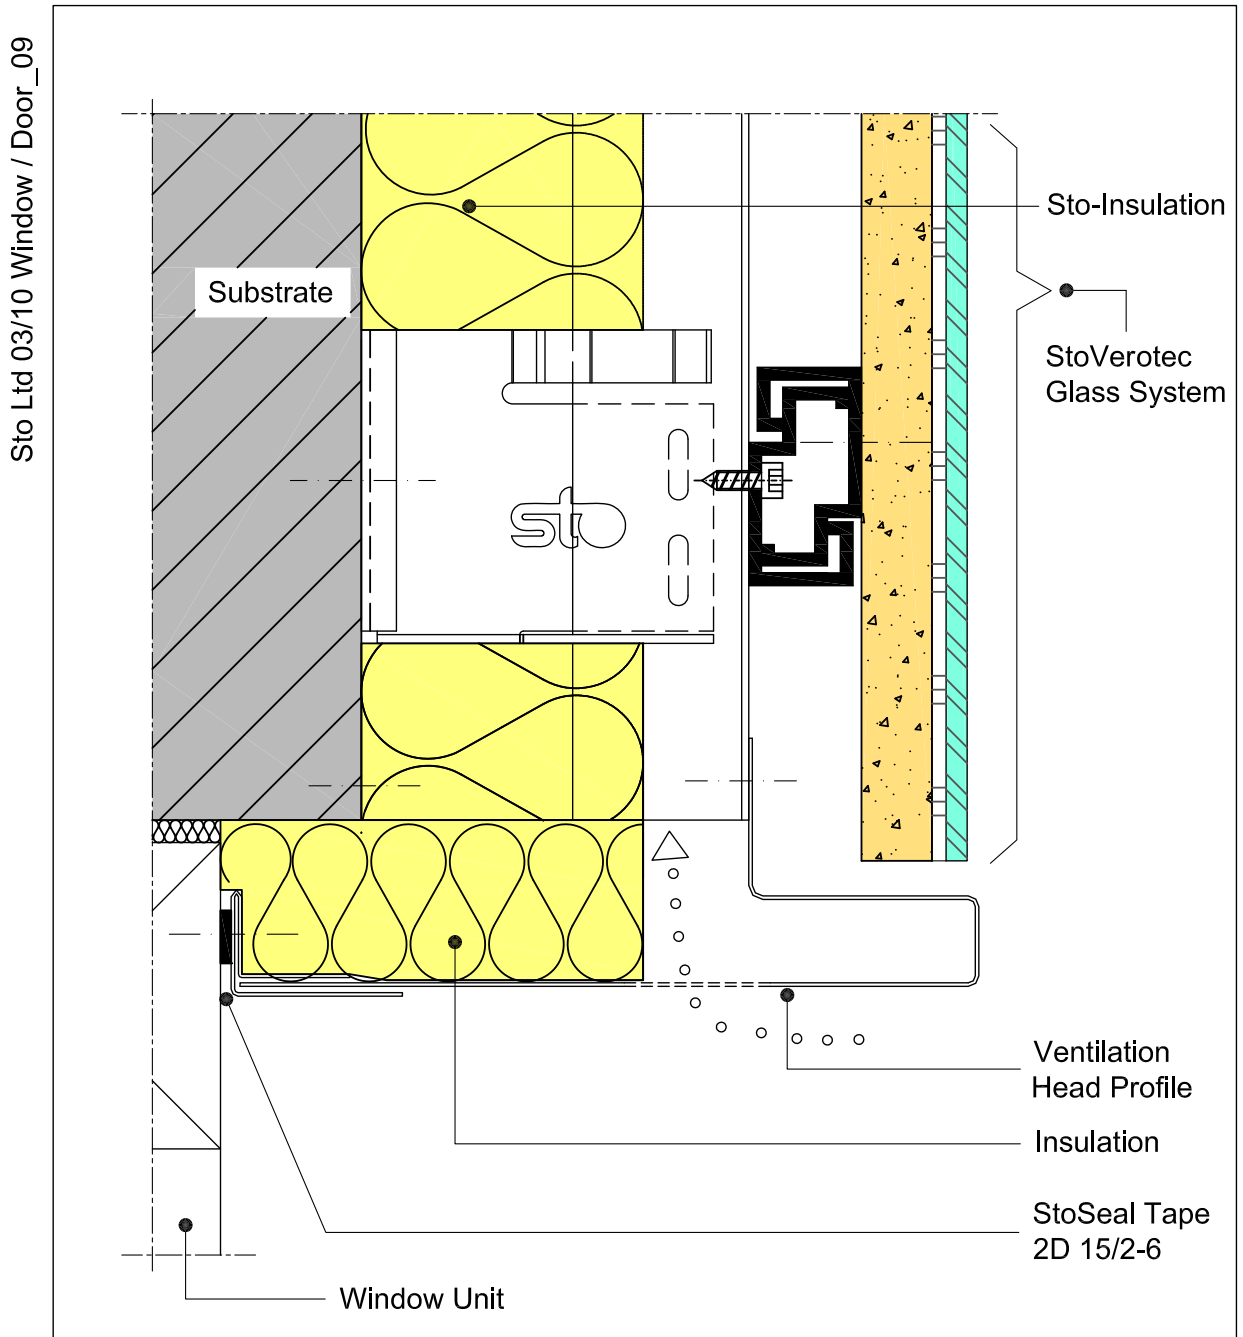 Sto Ltd 03/10 Window / Door_09
Sto-Insulation
Substrate
StoVerotec
Glass System
sto
Ventilation
Head Profile
Insulation
StoSeal Tape
2D 15/2-6
Window Unit